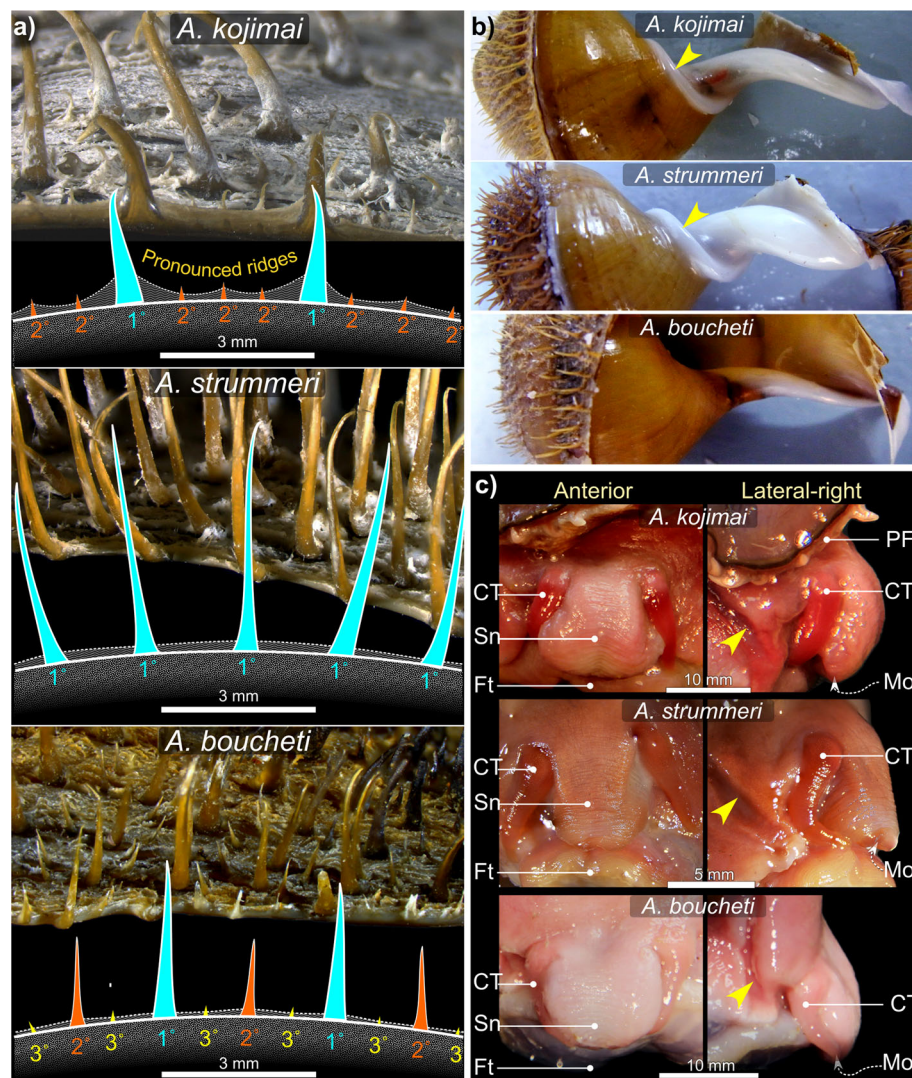 a)
A. kojimai
Pronounced ridges
2° 2° 1° 2° 2° 2° 1° 2° 2° 2°
3 mm
A. strummeri
1° 1° 1° 1° 1°
3 mm
A. boucheti
3° 2° 3° 1° 3° 2° 3° 1° 3° 2° 3°
3 mm
b)
A. kojimai
A. strummeri
A. boucheti
c)
Anterior Lateral-right
A. kojimai
PF
CT CT
Sn
Ft
10 mm
Mo
A. strummeri
CT CT
Sn
Ft
5 mm
Mo
A. boucheti
CT CT
Sn
Ft
10 mm
Mo